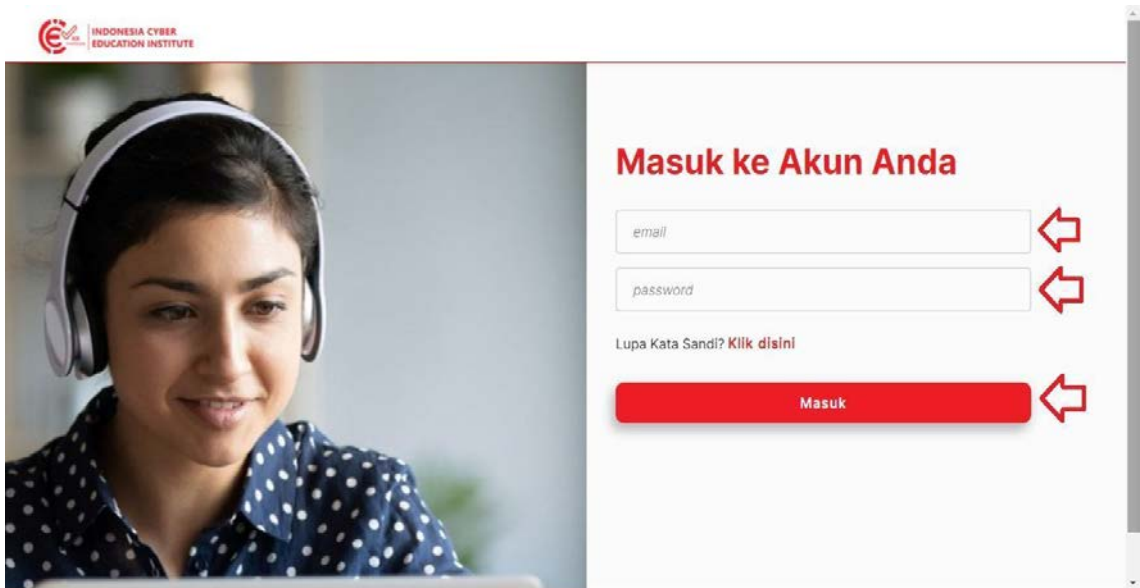 INDONESIA CYBER
EDUCATION INSTITUTE
Masuk ke Akun Anda
email
password
Lupa Kata Sandi? Klik disini
Masuk